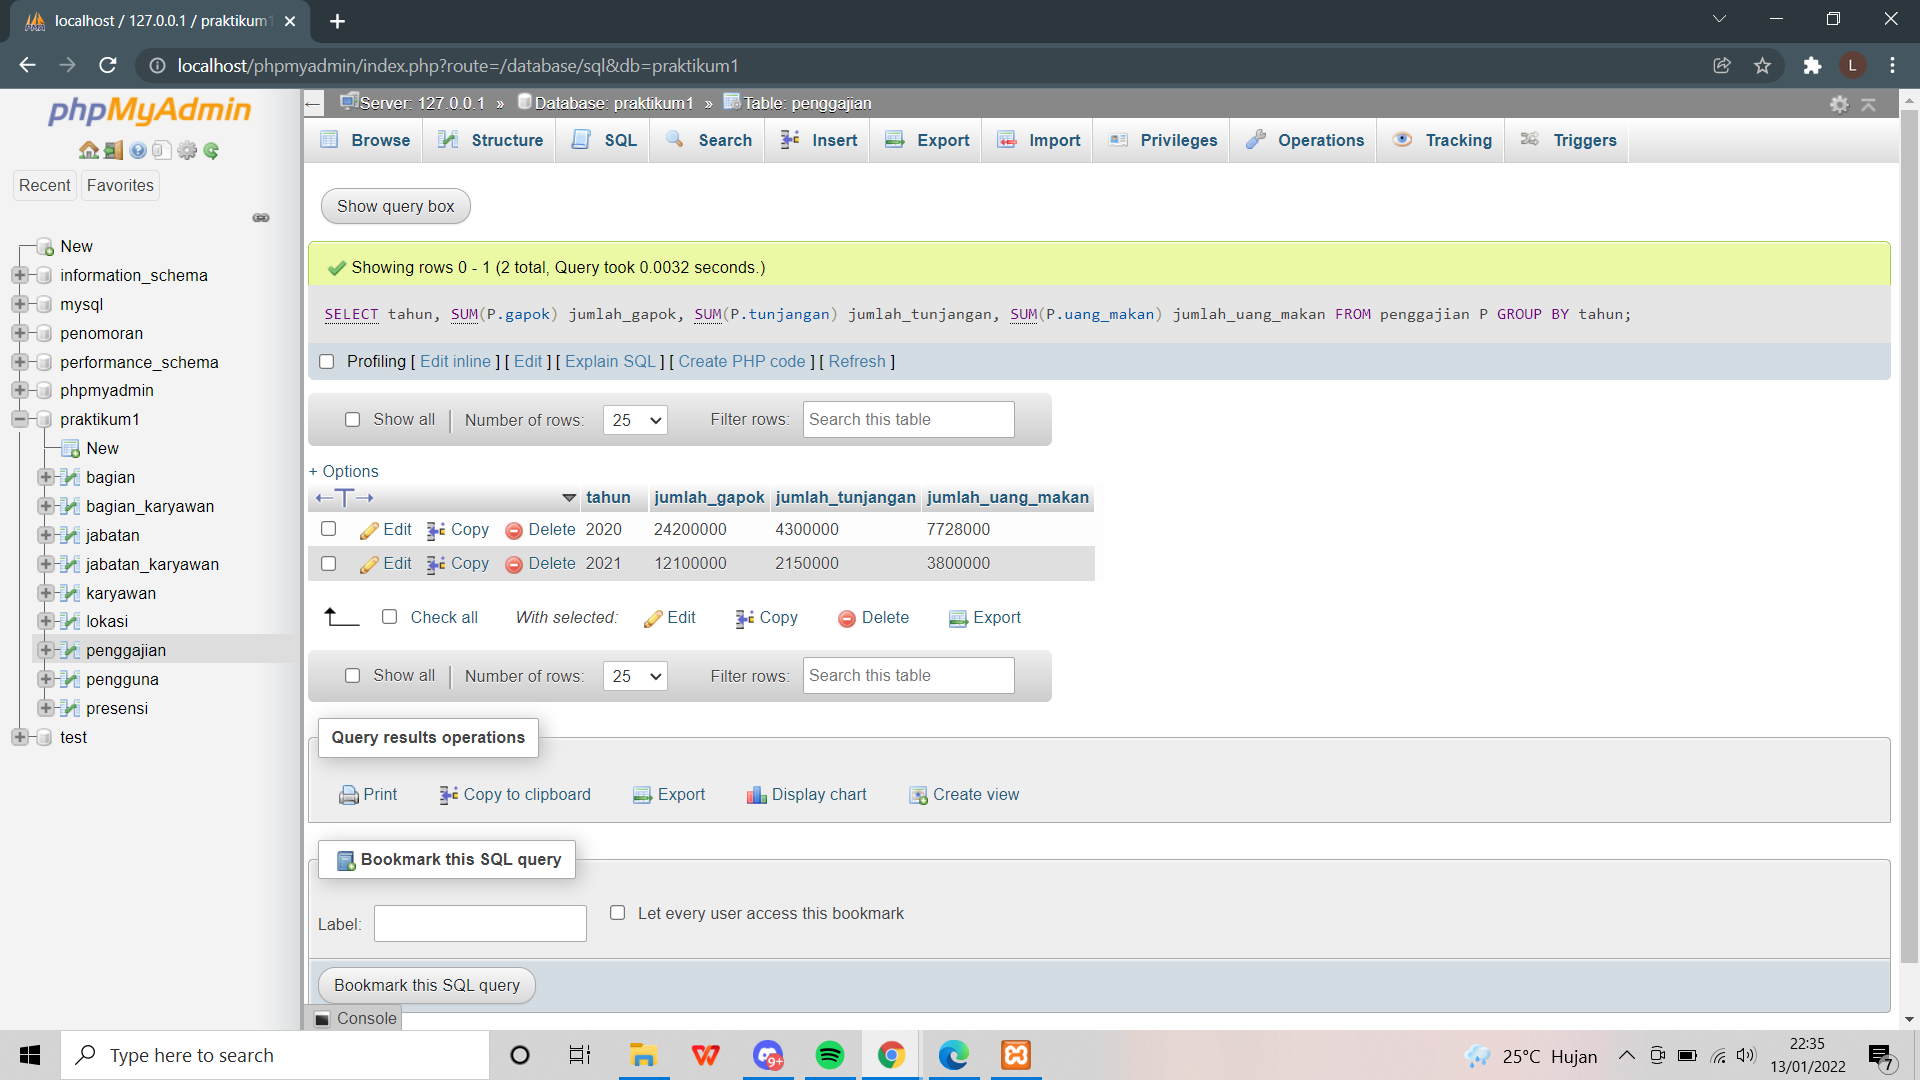 localhost / 127.0.0.1 / praktikum1
localhost/phpmyadmin/index.php?route=/database/sql&db=praktikum1
L
phpMyAdmin
Recent Favorites
New
information_schema
mysql
penomoran
performance_schema
phpmyadmin
praktikum1
New
bagian
bagian_karyawan
jabatan
jabatan_karyawan
karyawan
lokasi
penggajian
pengguna
presensi
test
Server: 127.0.0.1 » Database: praktikum1 » Table: penggajian
Browse Structure SQL Search Insert Export Import Privileges Operations Tracking Triggers
Show query box
Showing rows 0 - 1 (2 total, Query took 0.0032 seconds.)
SELECT tahun, SUM(P.gapok) jumlah_gapok, SUM(P.tunjangan) jumlah_tunjangan, SUM(P.uang_makan) jumlah_uang_makan FROM penggajian P GROUP BY tahun;
Profiling [ Edit inline ] [ Edit ] [ Explain SQL ] [ Create PHP code ] [ Refresh ]
Show all Number of rows: 25 Filter rows: Search this table
+ Options
←T→ tahun jumlah_gapok jumlah_tunjangan jumlah_uang_makan
Edit Copy Delete 2020 24200000 4300000 7728000
Edit Copy Delete 2021 12100000 2150000 3800000
Check all With selected: Edit Copy Delete Export
Show all Number of rows: 25 Filter rows: Search this table
Query results operations
Print Copy to clipboard Export Display chart Create view
Bookmark this SQL query
Label: Let every user access this bookmark
Bookmark this SQL query
Console
Type here to search
9+
25°C Hujan
22:35
13/01/2022
7